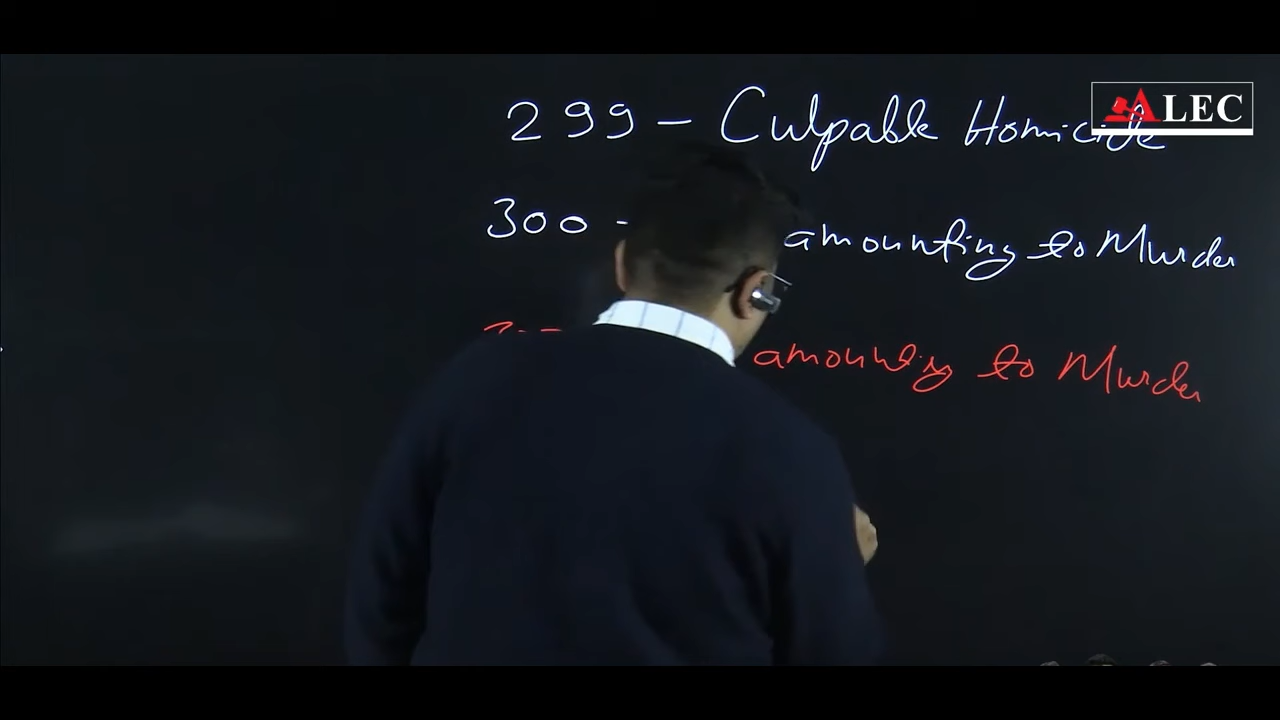 ALEC
299 - Culpable Homicide
300 - amounting to Murder
amounting to Murder